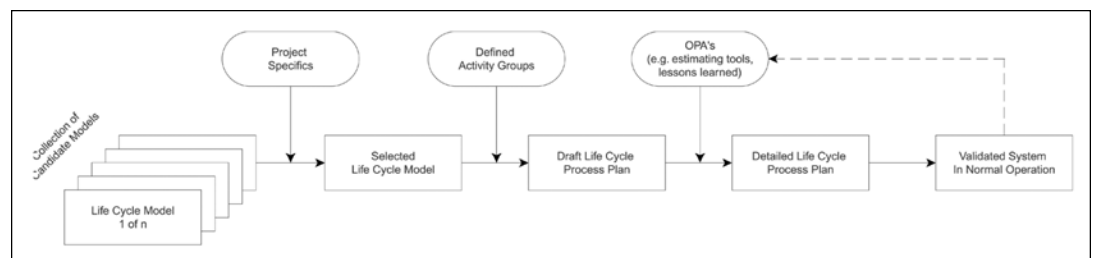 Project
Specifics
Defined
Activity Groups
OPA's
(e.g. estimating tools,
lessons learned)
Collection of
Candidate Models
Selected
Life Cycle Model
Draft Life Cycle
Process Plan
Detailed Life Cycle
Process Plan
Validated System
In Normal Operation
Life Cycle Model
1 of n